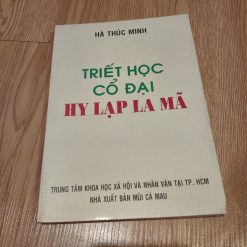 HÀ THÚC MINH
TRIẾT HỌC
CỔ ĐẠI
HY LẠP LA MÃ
TRUNG TÂM KHOA HỌC XÃ HỘI VÀ NHÂN VĂN TẠI TP. HCM
NHÀ XUẤT BẢN MŨI CÀ MAU